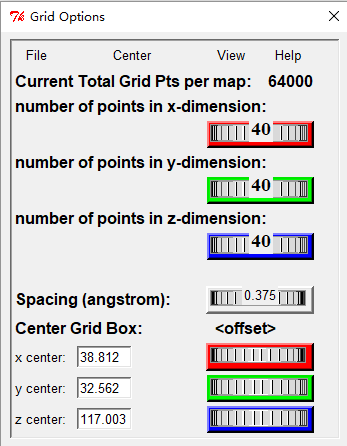 Grid Options
File Center View Help
Current Total Grid Pts per map: 64000
number of points in x-dimension:
40
number of points in y-dimension:
40
number of points in z-dimension:
40
Spacing (angstrom): 0.375
Center Grid Box: <offset>
x center: 38.812
y center: 32.562
z center: 117.003